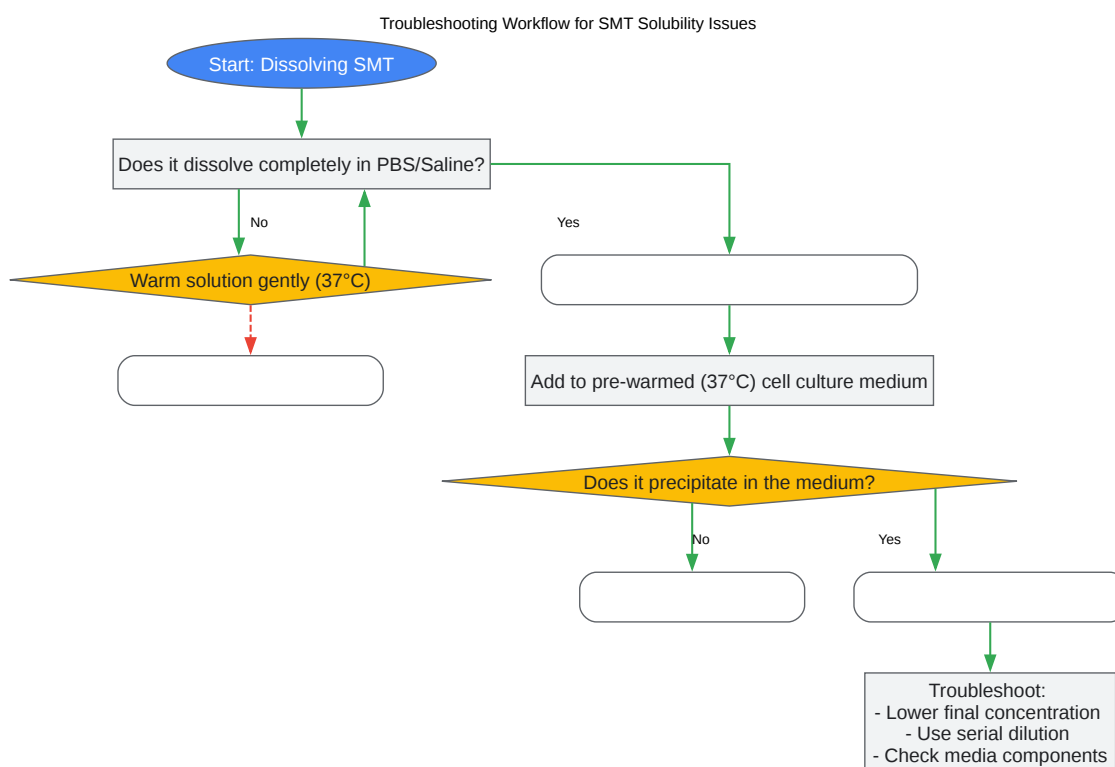 Troubleshooting Workflow for SMT Solubility Issues
Start: Dissolving SMT
Does it dissolve completely in PBS/Saline?
No
Yes
Warm solution gently (37°C)
Add to pre-warmed (37°C) cell culture medium
Does it precipitate in the medium?
No
Yes
Troubleshoot:
- Lower final concentration
- Use serial dilution
- Check media components